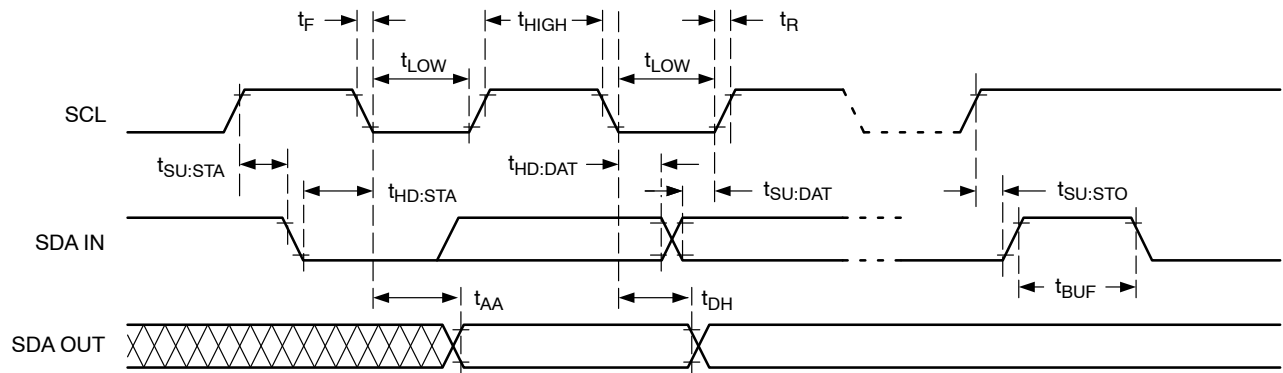 tF
tHIGH
tR
tLOW
tLOW
SCL
tSU:STA
tHD:DAT
tHD:STA
tSU:DAT
tSU:STO
SDA IN
tBUF
tAA
tDH
SDA OUT